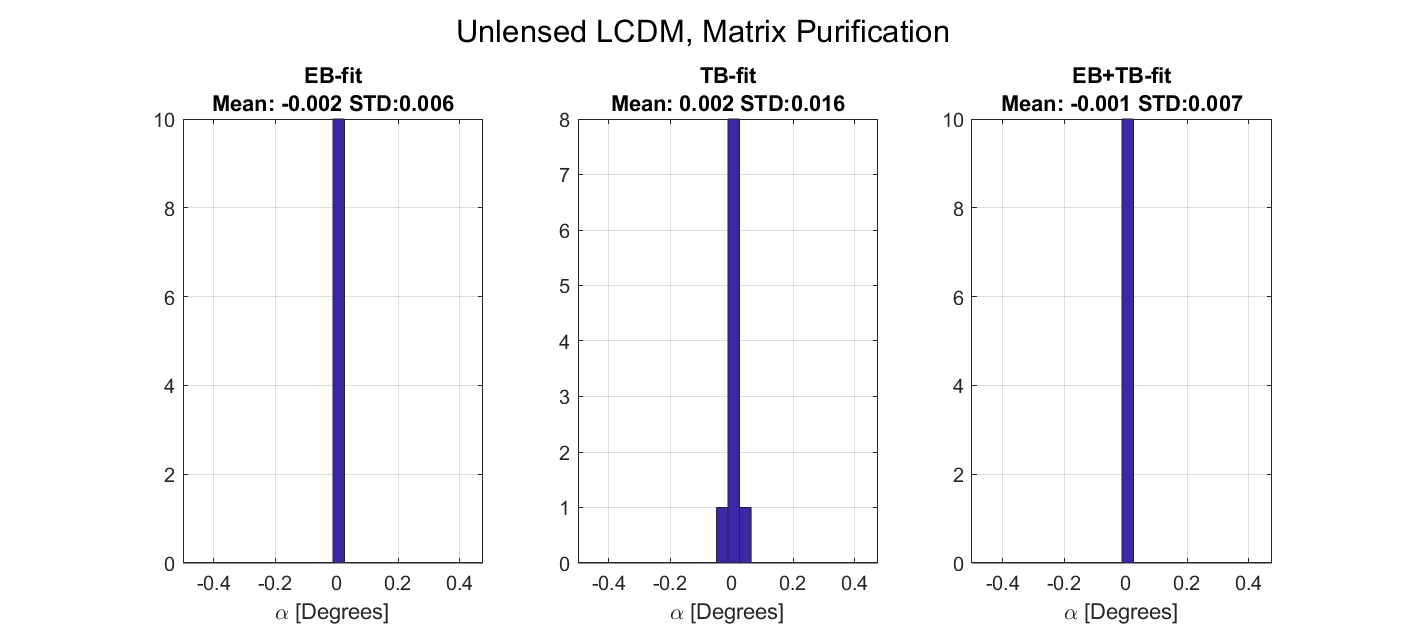 Unlensed LCDM, Matrix Purification
EB-fit
Mean: -0.002 STD:0.006
10
8
6
4
2
0
-0.4 -0.2 0 0.2 0.4
α [Degrees]
TB-fit
Mean: 0.002 STD:0.016
8
7
6
5
4
3
2
1
0
-0.4 -0.2 0 0.2 0.4
α [Degrees]
EB+TB-fit
Mean: -0.001 STD:0.007
10
8
6
4
2
0
-0.4 -0.2 0 0.2 0.4
α [Degrees]